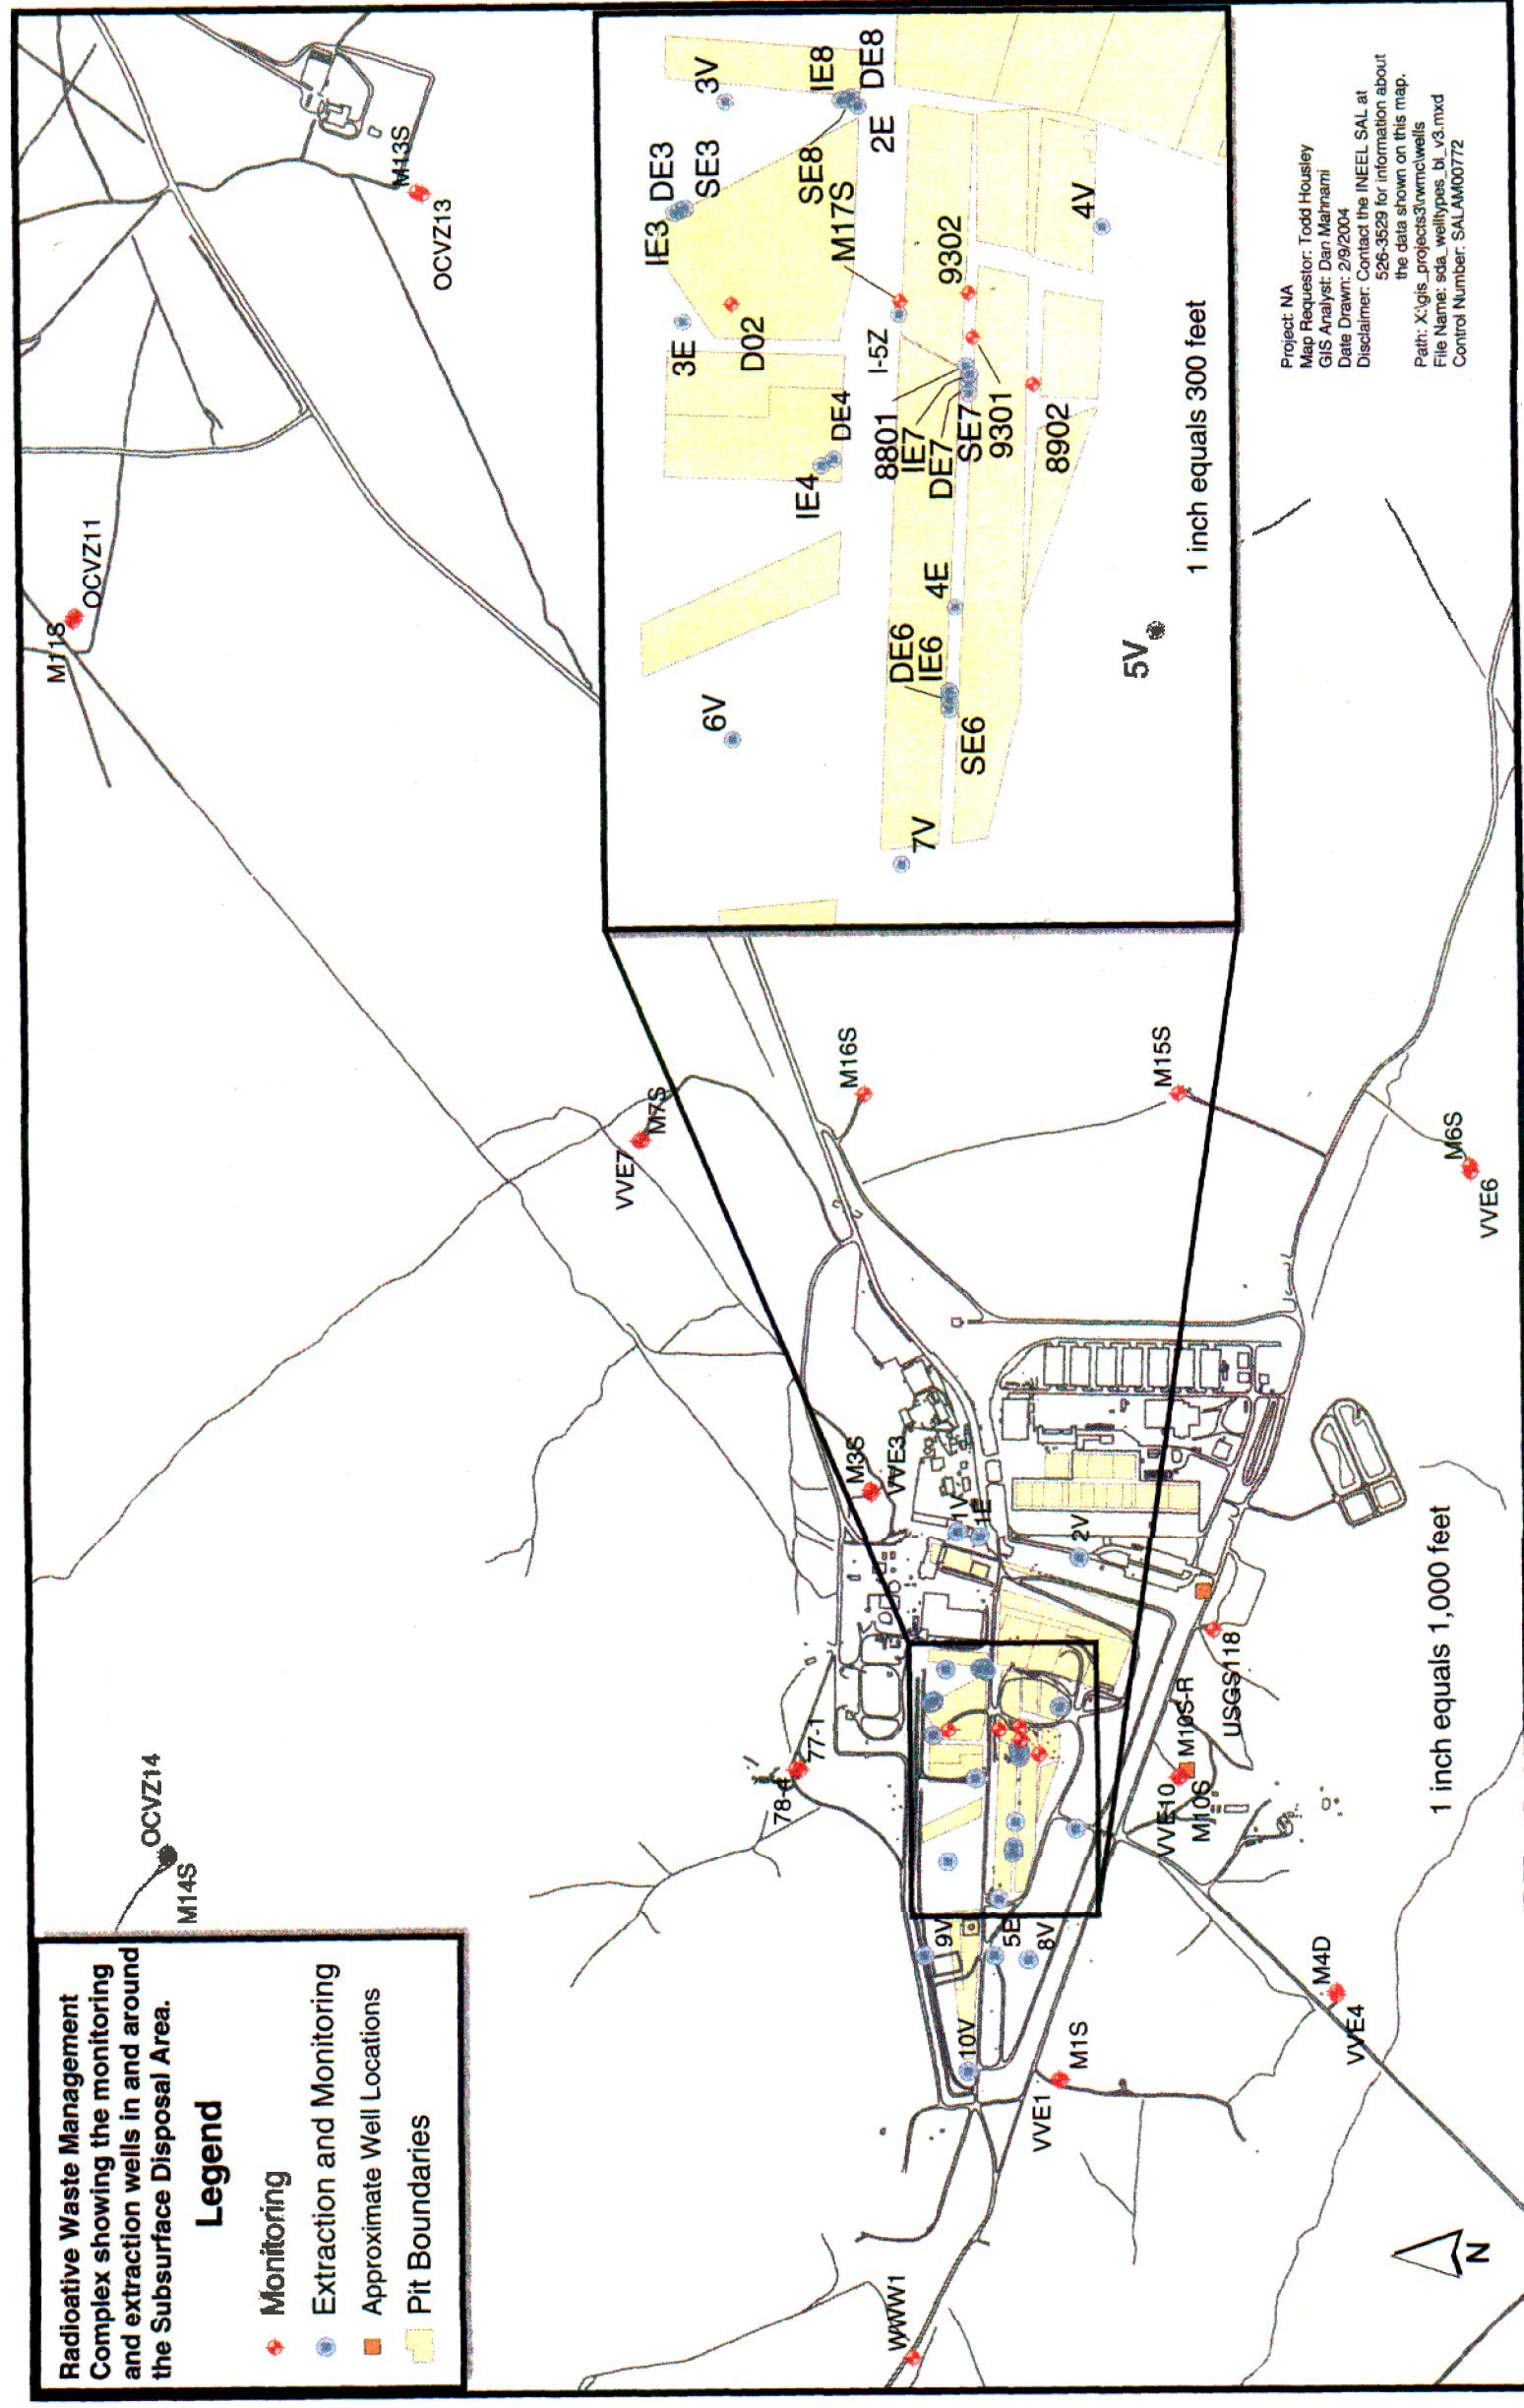 Radioative Waste Management
Complex showing the monitoring
and extraction wells in and around
the Subsurface Disposal Area.
Legend
Monitoring
Extraction and Monitoring
Approximate Well Locations
Pit Boundaries
M14S
OCVZ14
M11S
OCVZ11
M13S
OCVZ13
VVE7
M7S
M16S
M15S
M6S
VVE6
M3S
VVE3
1V
1E
2V
78-4
77-1
USGS118
M10S-R
VVE10
M10S
9V
5E
8V
10V
VVE1
M1S
M4D
VVE4
WWW1
N
1 inch equals 1,000 feet
IE3
DE3
SE3
3V
IE8
DE8
SE8
2E
M17S
3E
D02
I-5Z
9302
4V
IE4
DE4
8801
IE7
DE7
SE7
9301
8902
6V
DE6
IE6
4E
SE6
7V
5V
1 inch equals 300 feet
Project: NA
Map Requestor: Todd Housley
GIS Analyst: Dan Mahnami
Date Drawn: 2/9/2004
Disclaimer: Contact the INEEL SAL at
526-3529 for information about
the data shown on this map.
Path: X:\gis_projects3\rwmc\wells
File Name: sda_welltypes_bl_v3.mxd
Control Number: SALAM00772